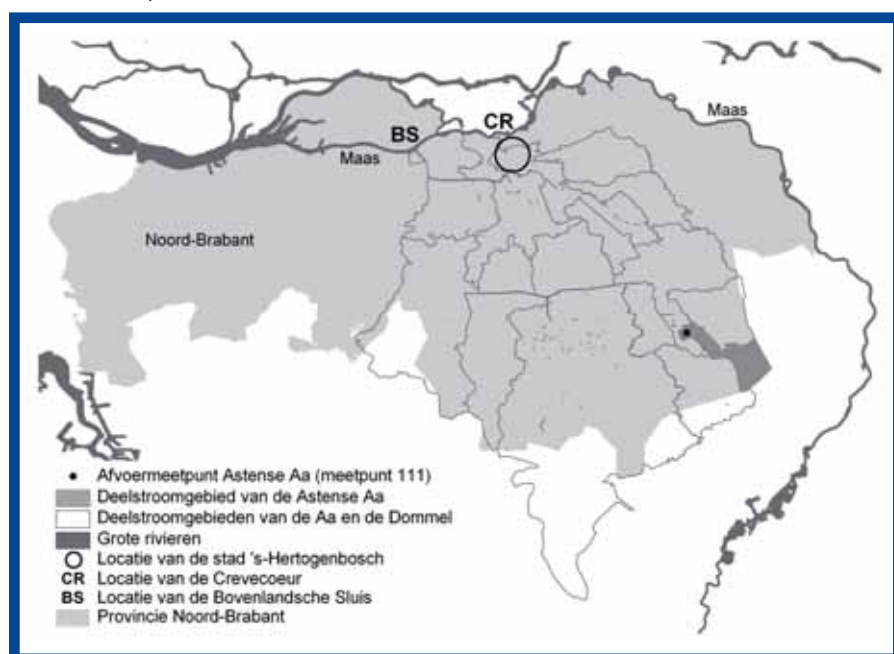 Maas
CR
BS
Maas
Noord-Brabant
Afvoermeetpunt Astense Aa (meetpunt 111)
Deelstroomgebied van de Astense Aa
Deelstroomgebieden van de Aa en de Dommel
Grote rivieren
Locatie van de stad 's-Hertogenbosch
CR Locatie van de Crevecoeur
BS Locatie van de Bovenlandsche Sluis
Provincie Noord-Brabant